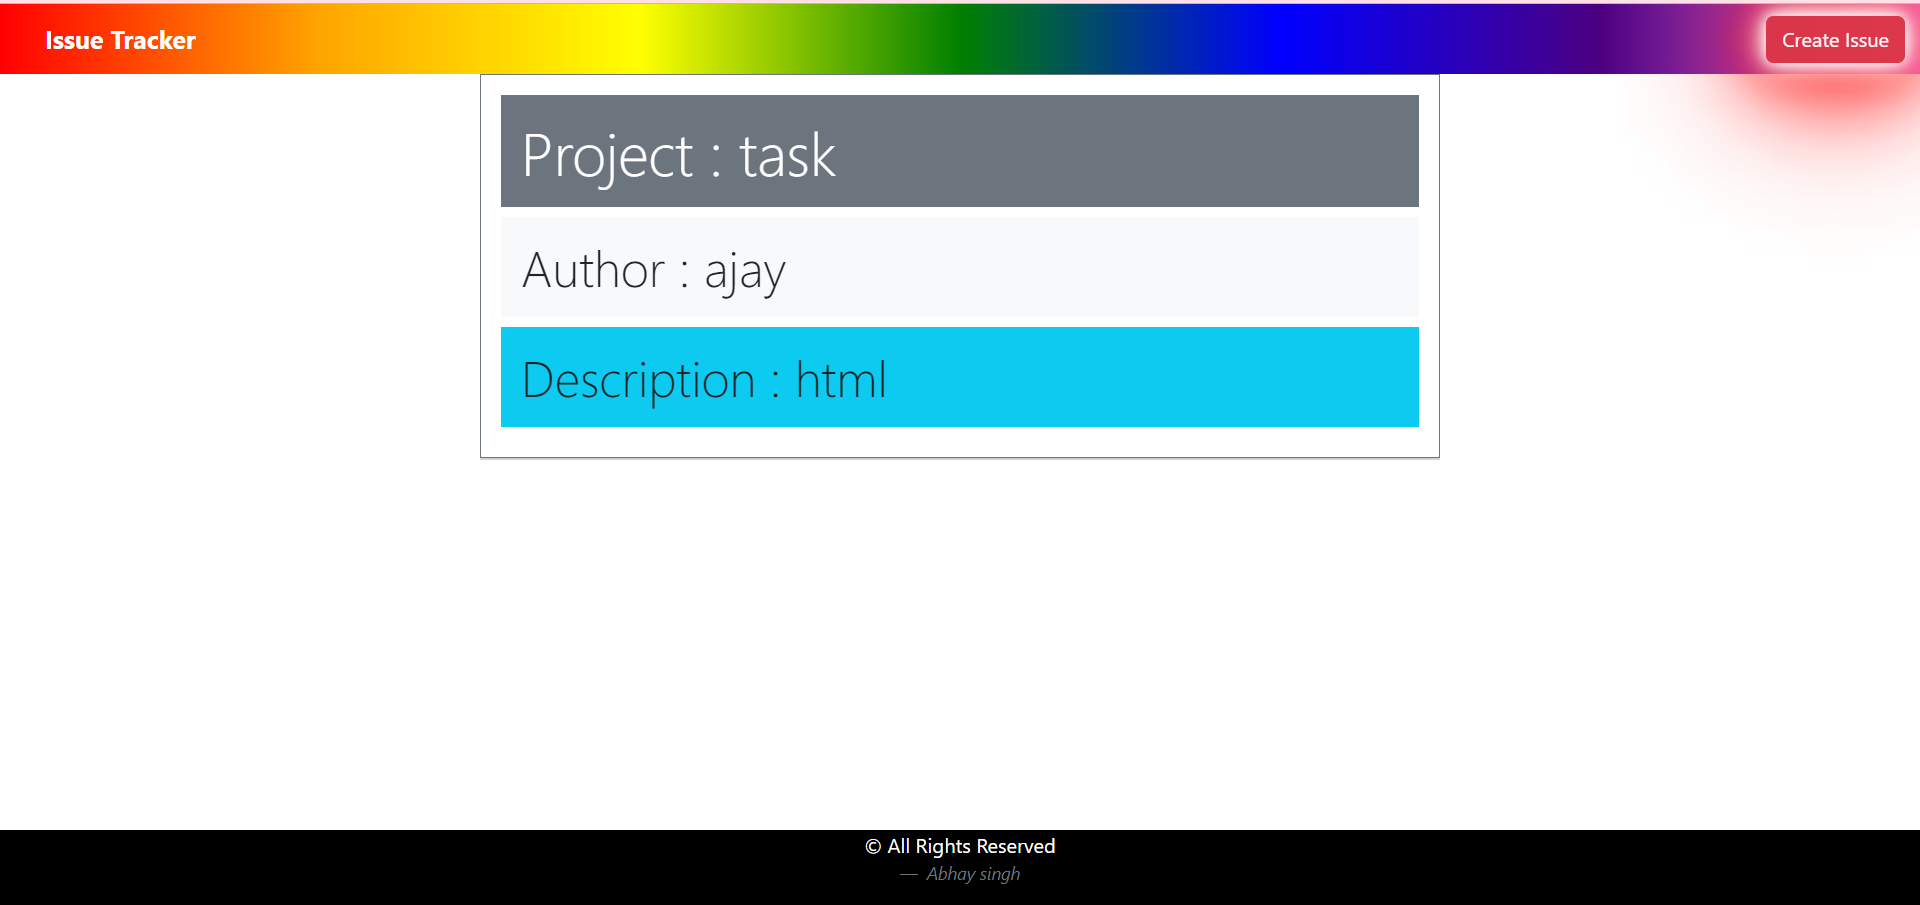 Issue Tracker
Create Issue
Project : task
Author : ajay
Description : html
© All Rights Reserved
— Abhay singh